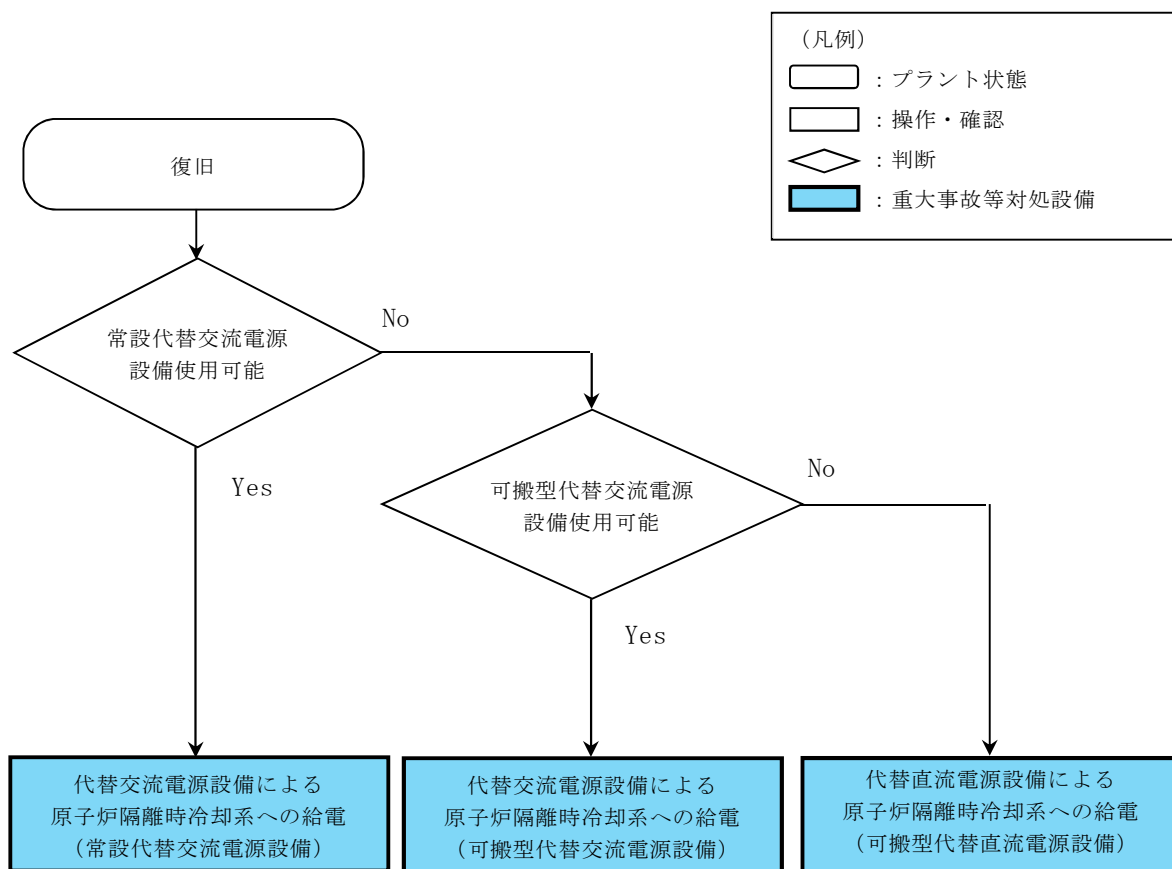 (凡例)
:プラント状態
:操作・確認
:判断
:重大事故等対処設備
復旧
常設代替交流電源
設備使用可能
No
Yes
可搬型代替交流電源
設備使用可能
No
Yes
代替交流電源設備による
原子炉隔離時冷却系への給電
(常設代替交流電源設備)
代替交流電源設備による
原子炉隔離時冷却系への給電
(可搬型代替交流電源設備)
代替直流電源設備による
原子炉隔離時冷却系への給電
(可搬型代替直流電源設備)